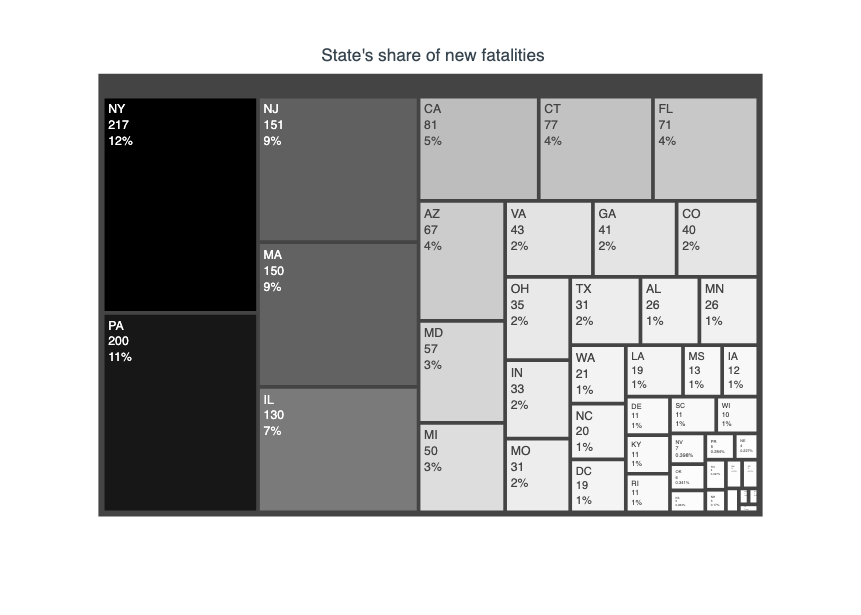 State's share of new fatalities
NY
217
12%
PA
200
11%
NJ
151
9%
MA
150
9%
IL
130
7%
CA
81
5%
CT
77
4%
FL
71
4%
AZ
67
4%
MD
57
3%
MI
50
3%
VA
43
2%
GA
41
2%
CO
40
2%
OH
35
2%
IN
33
2%
MO
31
2%
TX
31
2%
AL
26
1%
MN
26
1%
WA
21
1%
NC
20
1%
DC
19
1%
LA
19
1%
MS
13
1%
IA
12
1%
DE
11
1%
KY
11
1%
RI
11
1%
SC
11
1%
WI
10
1%
NV
7
0.398%
OK
6
0.341%